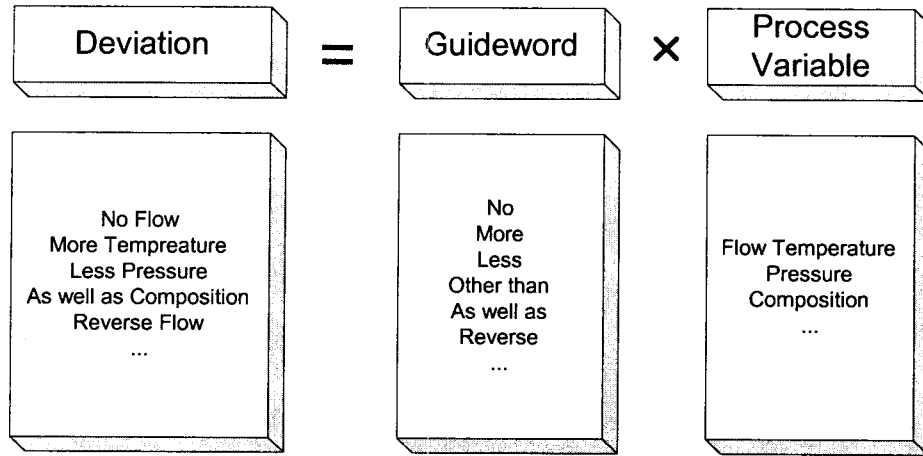 Deviation
=
Guideword
×
Process
Variable
No Flow
More Tempreature
Less Pressure
As well as Composition
Reverse Flow
...
No
More
Less
Other than
As well as
Reverse
...
Flow Temperature
Pressure
Composition
...